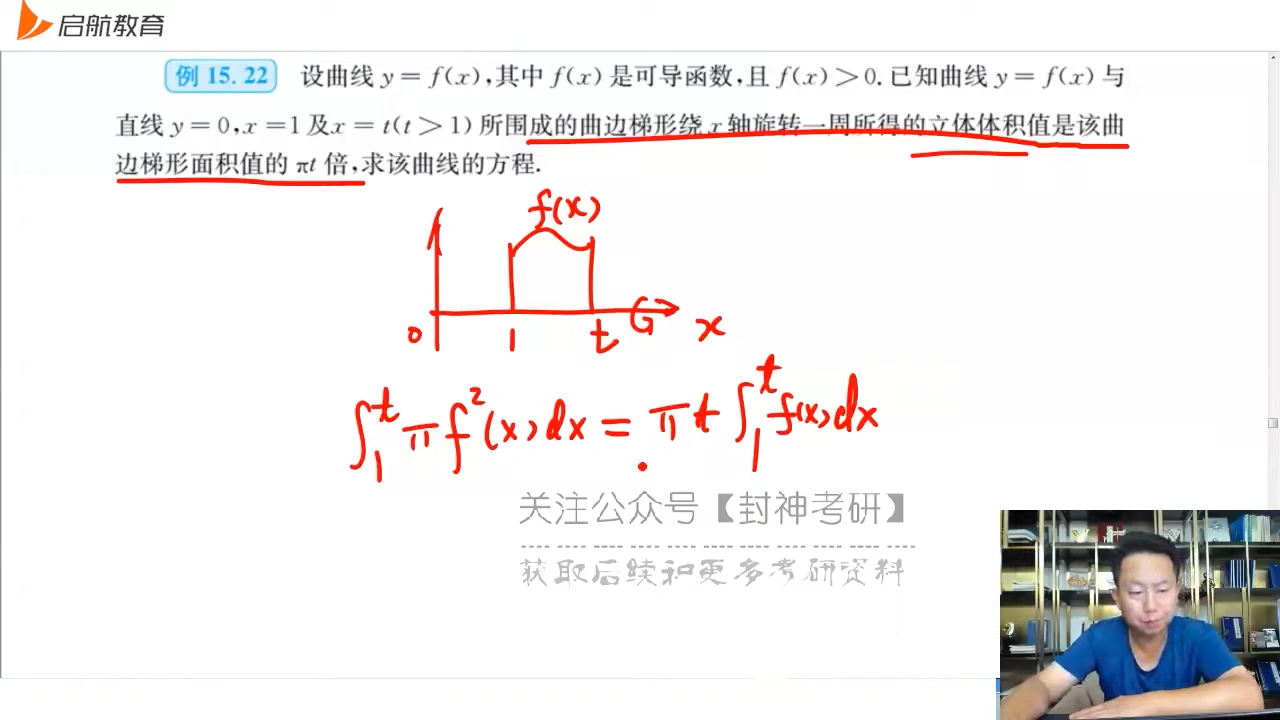 启航教育
例 15.22 设曲线 y = f(x),其中 f(x) 是可导函数,且 f(x) > 0. 已知曲线 y = f(x) 与
直线 y = 0, x = 1 及 x = t(t > 1) 所围成的曲边梯形绕 x 轴旋转一周所得的立体体积值是该曲
边梯形面积值的 πt 倍,求该曲线的方程.
f(x)
0 1 t x
∫₁ᵗ πf²(x)dx = πt ∫₁ᵗ f(x)dx
关注公众号【封神考研】
获取后续和更多考研资料